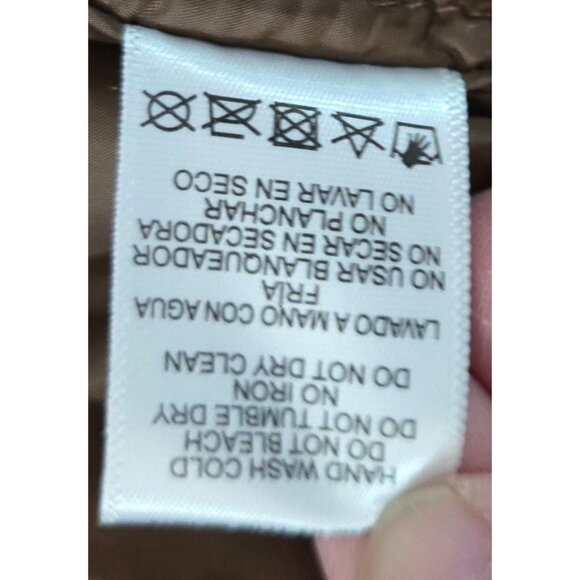 HAND WASH COLD
DO NOT BLEACH
DO NOT TUMBLE DRY
NO IRON
DO NOT DRY CLEAN
LAVADO A MANO CON AGUA
FRÍA
NO USAR BLANQUEADOR
NO SECAR EN SECADORA
NO PLANCHAR
NO LAVAR EN SECO